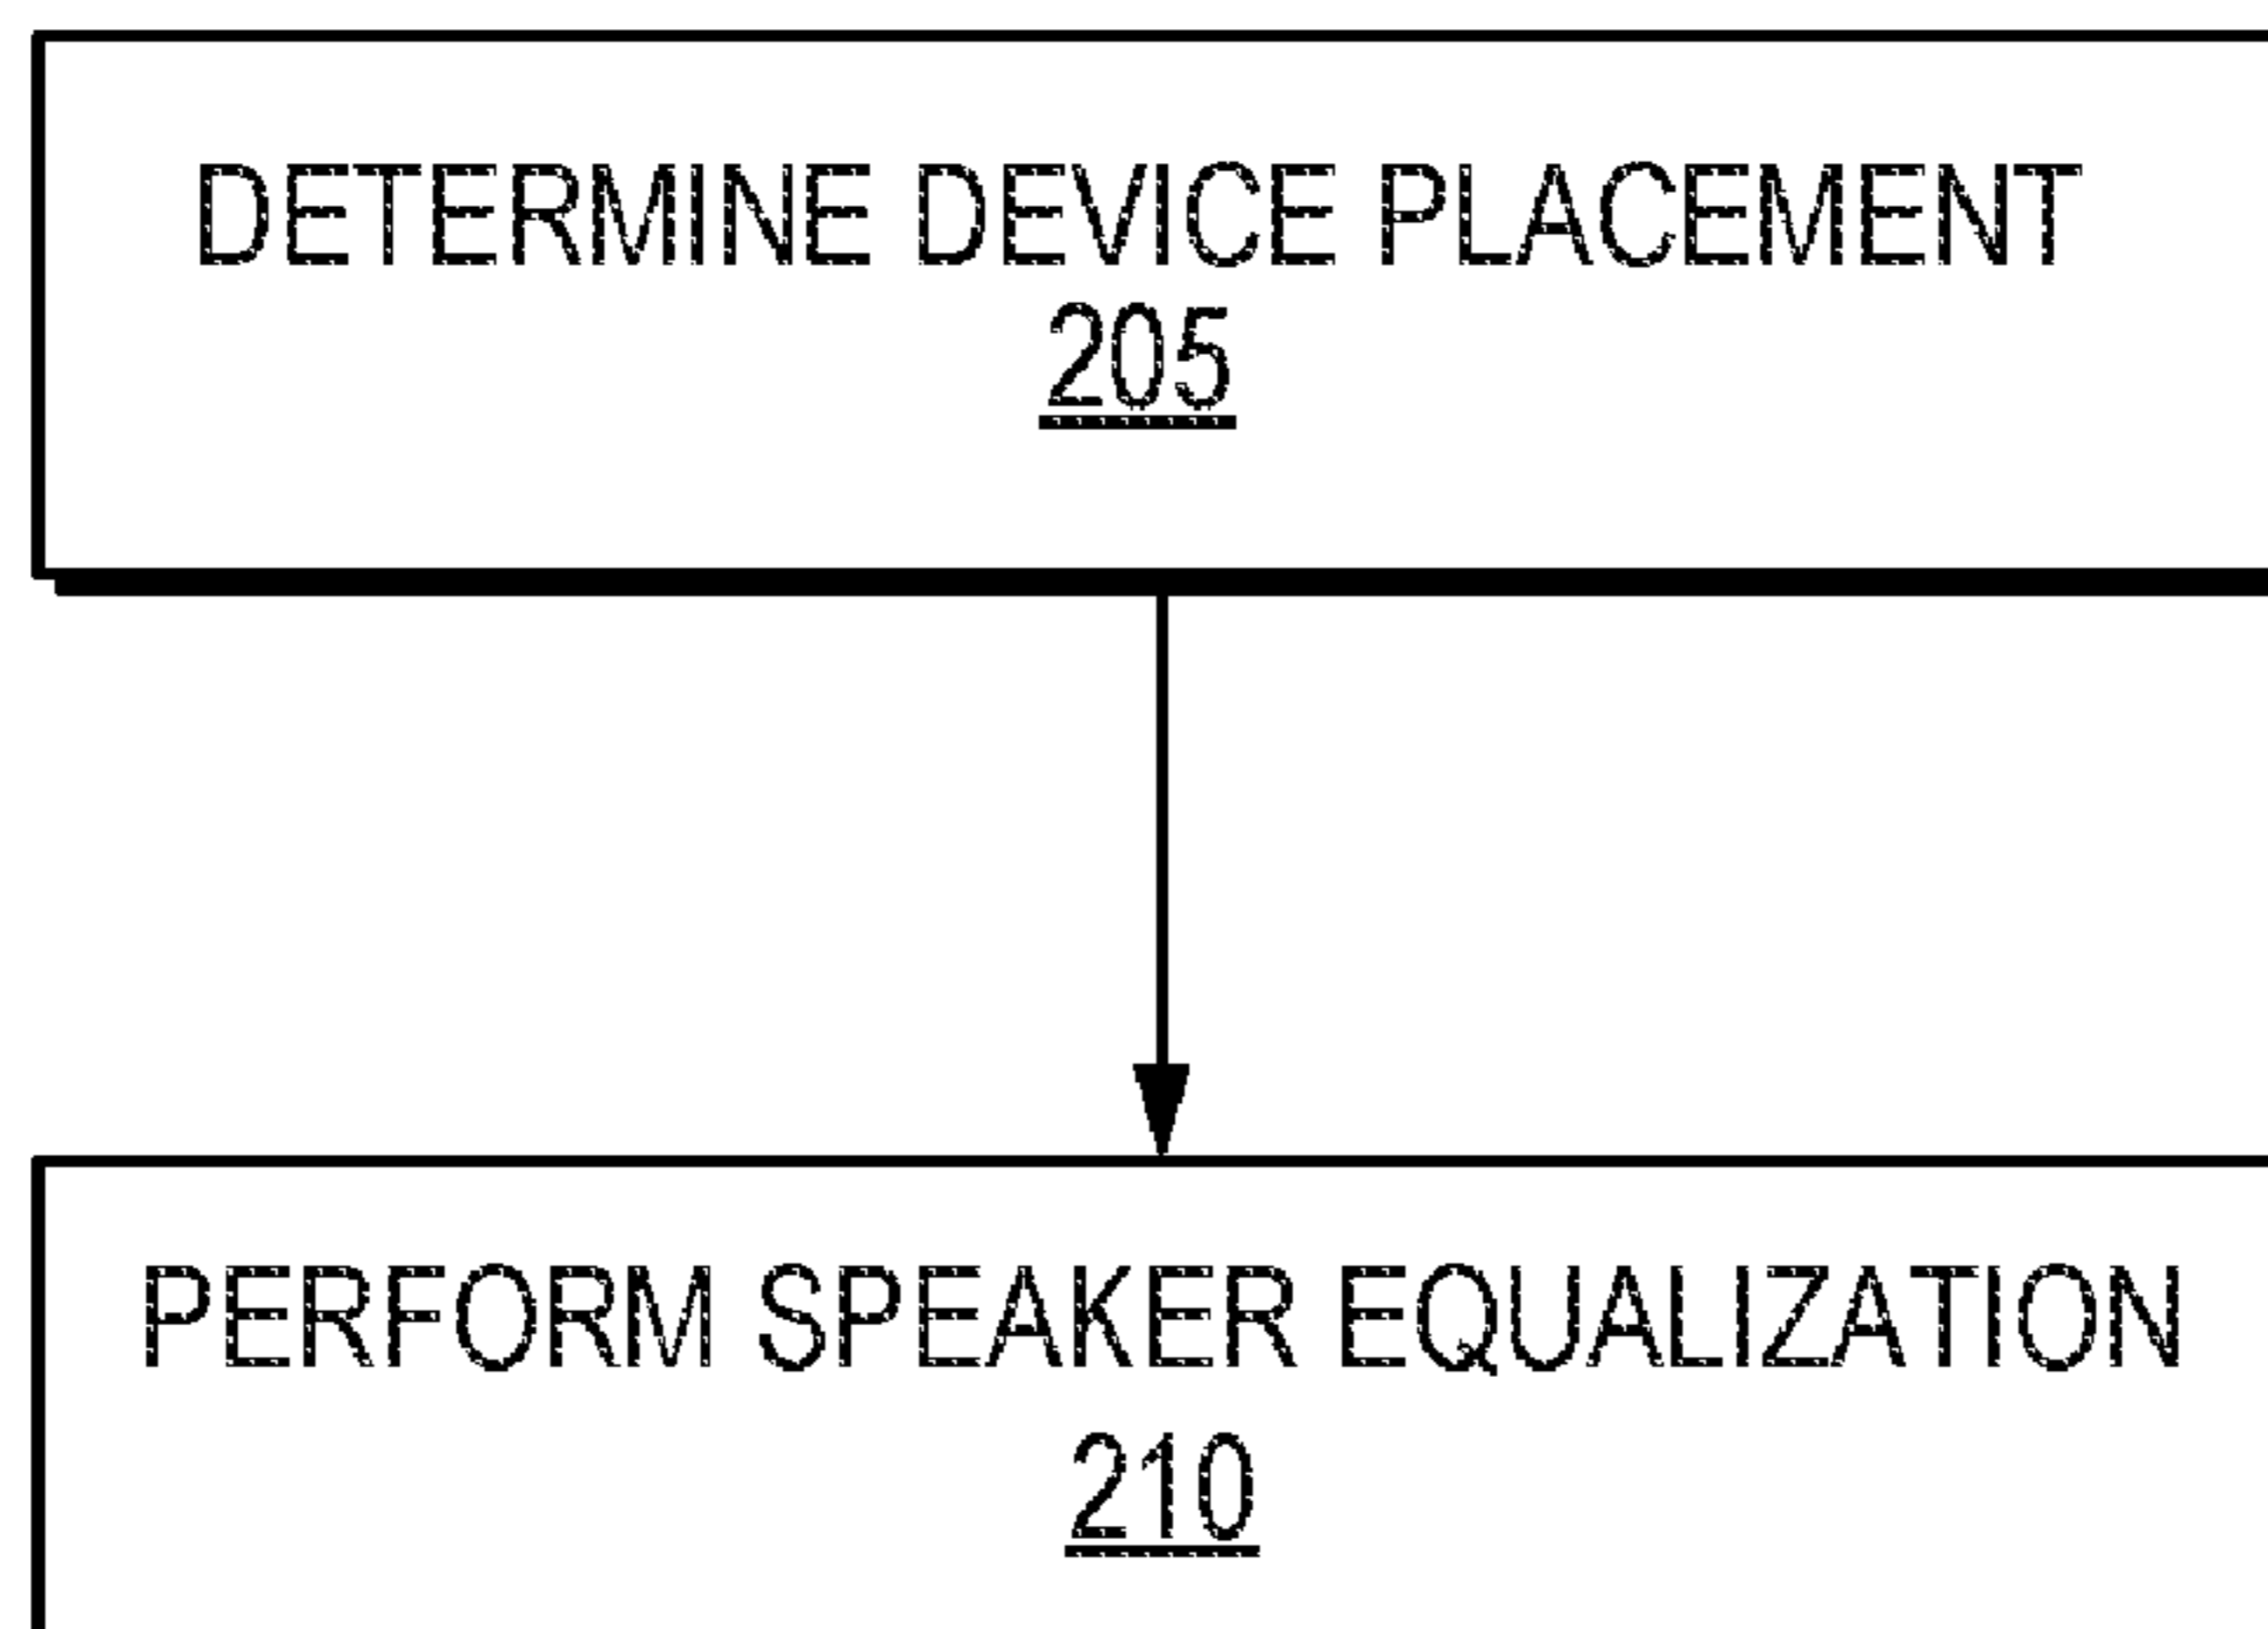 DETERMINE DEVICE PLACEMENT
205
PERFORM SPEAKER EQUALIZATION
210